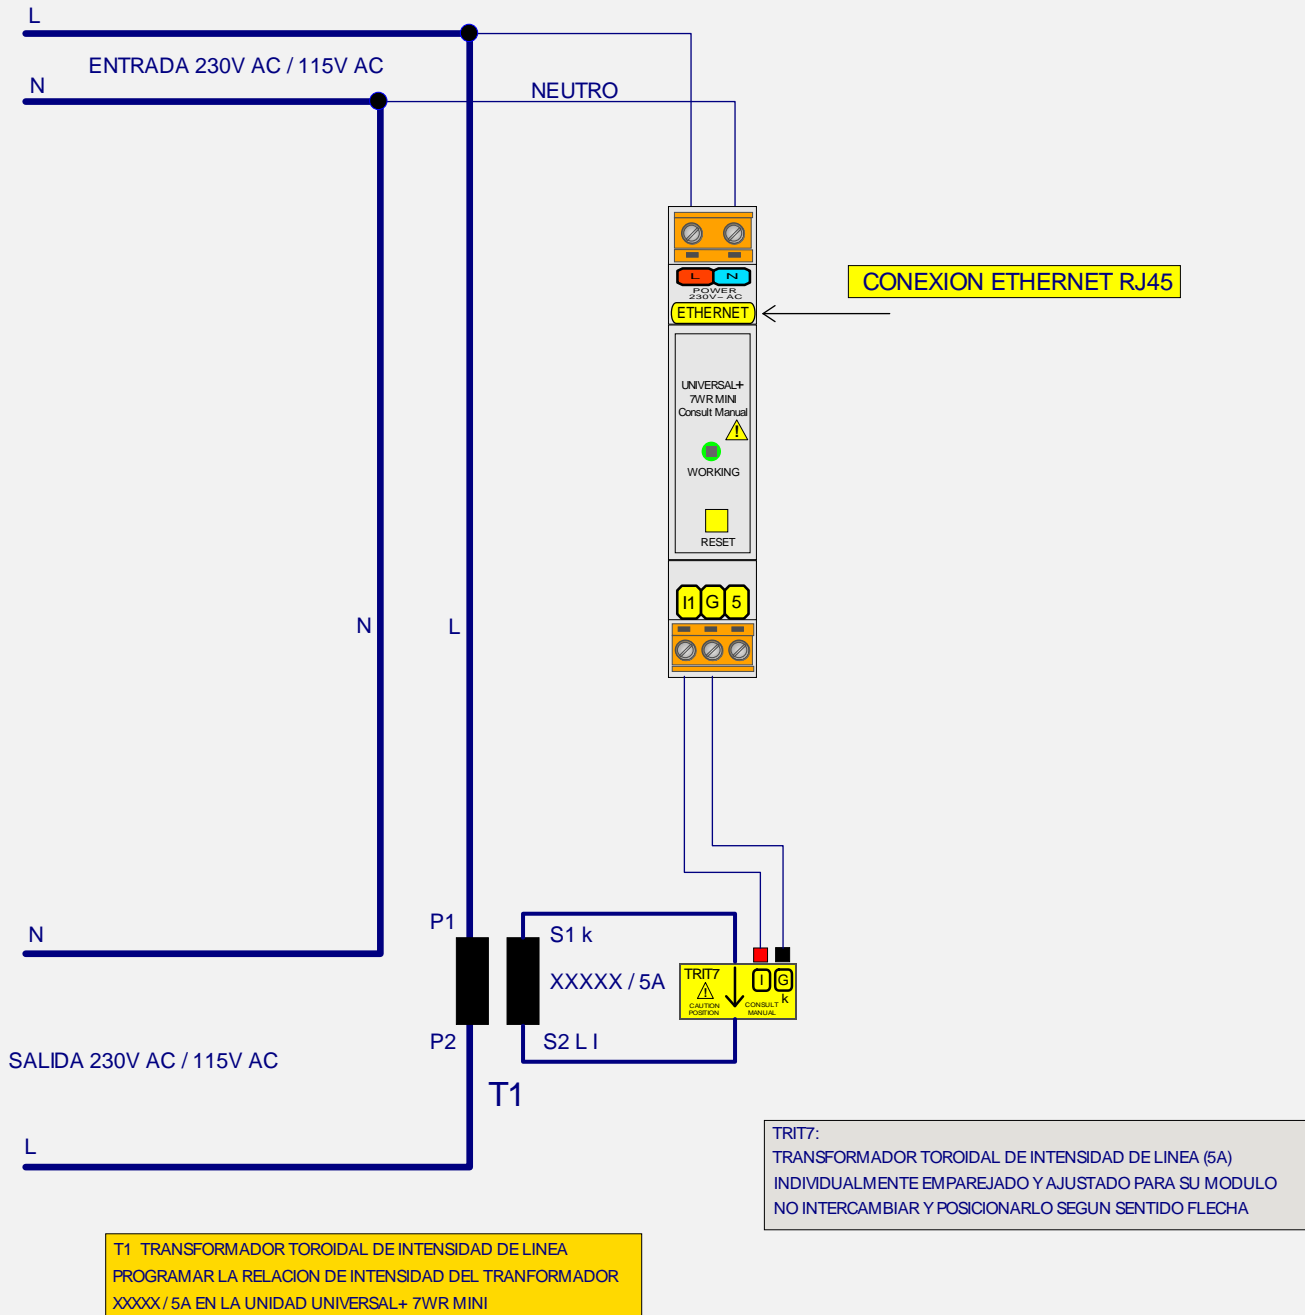 L
ENTRADA 230V AC / 115V AC
N
NEUTRO
L N
POWER
230V~ AC
CONEXION ETHERNET RJ45
ETHERNET
UNIVERSAL+
7WR MINI
Consult Manual
WORKING
RESET
I1 G 5
N
L
P1
N
S1 k
XXXXX / 5A
TRIT7
CAUTION
POSITION
I G
k
CONSULT
MANUAL
P2
S2 L I
SALIDA 230V AC / 115V AC
T1
L
TRIT7:
TRANSFORMADOR TOROIDAL DE INTENSIDAD DE LINEA (5A)
INDIVIDUALMENTE EMPAREJADO Y AJUSTADO PARA SU MODULO
NO INTERCAMBIAR Y POSICIONARLO SEGUN SENTIDO FLECHA
T1 TRANSFORMADOR TOROIDAL DE INTENSIDAD DE LINEA
PROGRAMAR LA RELACION DE INTENSIDAD DEL TRANFORMADOR
XXXXX / 5A EN LA UNIDAD UNIVERSAL+ 7WR MINI